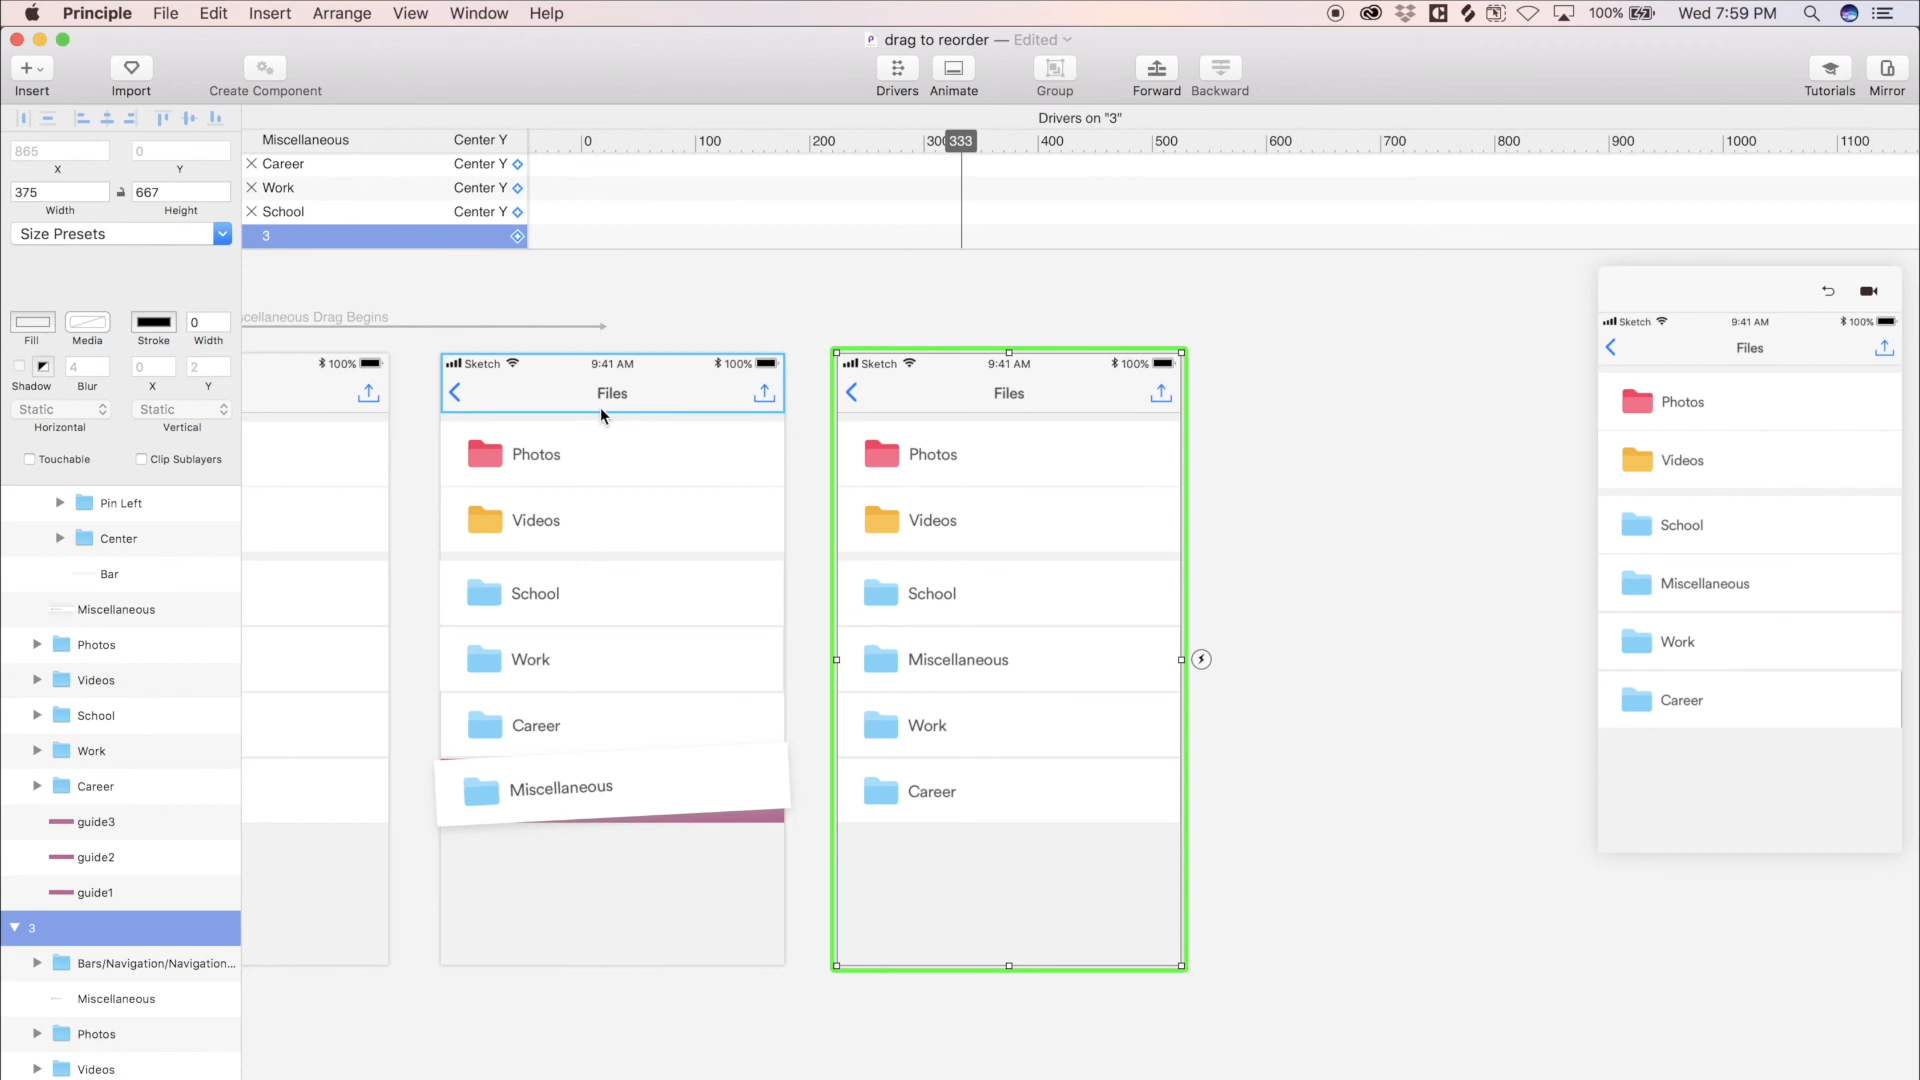 Principle File Edit Insert Arrange View Window Help 100% Wed 7:59 PM
drag to reorder — Edited
Insert Import Create Component Drivers Animate Group Forward Backward Tutorials Mirror
Drivers on "3"
865 0
X Y
375 667
Width Height
Size Presets
Miscellaneous Center Y
Career Center Y
Work Center Y
School Center Y
3
0 100 200 300 333 400 500 600 700 800 900 1000 1100
0
Fill Media Stroke Width
4 0 2
Shadow Blur X Y
Static Static
Horizontal Vertical
Touchable Clip Sublayers
Pin Left
Center
Bar
Miscellaneous
Photos
Videos
School
Work
Career
guide3
guide2
guide1
3
Bars/Navigation/Navigation...
Miscellaneous
Photos
Videos
scellaneous Drag Begins
100%
Sketch 9:41 AM 100%
Files
Photos
Videos
School
Work
Career
Miscellaneous
Sketch 9:41 AM 100%
Files
Photos
Videos
School
Miscellaneous
Work
Career
Sketch 9:41 AM 100%
Files
Photos
Videos
School
Miscellaneous
Work
Career